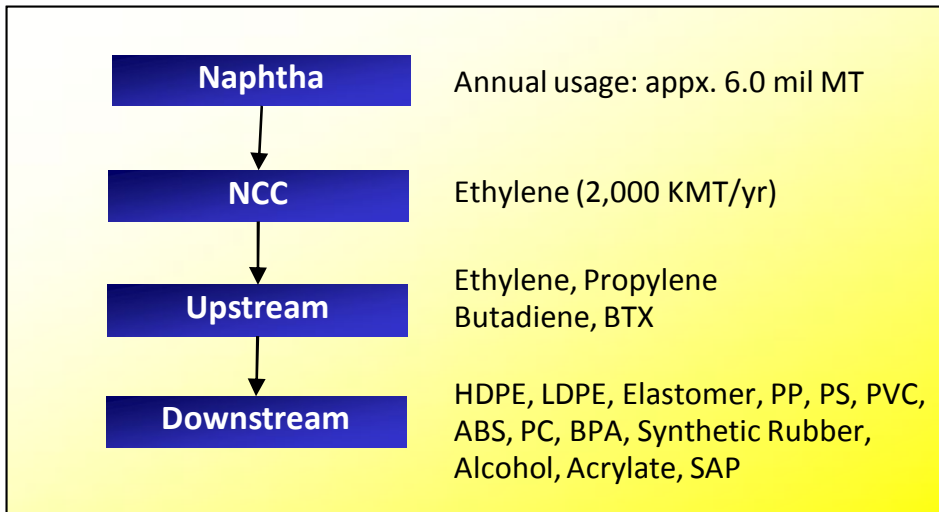 Naphtha
Annual usage: appx. 6.0 mil MT
NCC
Ethylene (2,000 KMT/yr)
Upstream
Ethylene, Propylene
Butadiene, BTX
Downstream
HDPE, LDPE, Elastomer, PP, PS, PVC,
ABS, PC, BPA, Synthetic Rubber,
Alcohol, Acrylate, SAP